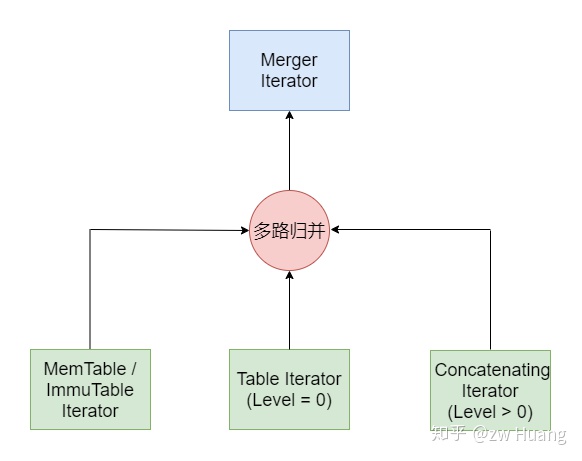 Merger
Iterator
多路归并
MemTable /
ImmuTable
Iterator
Table Iterator
(Level = 0)
Concatenating
Iterator
(Level > 0)
知乎 @zw Huang